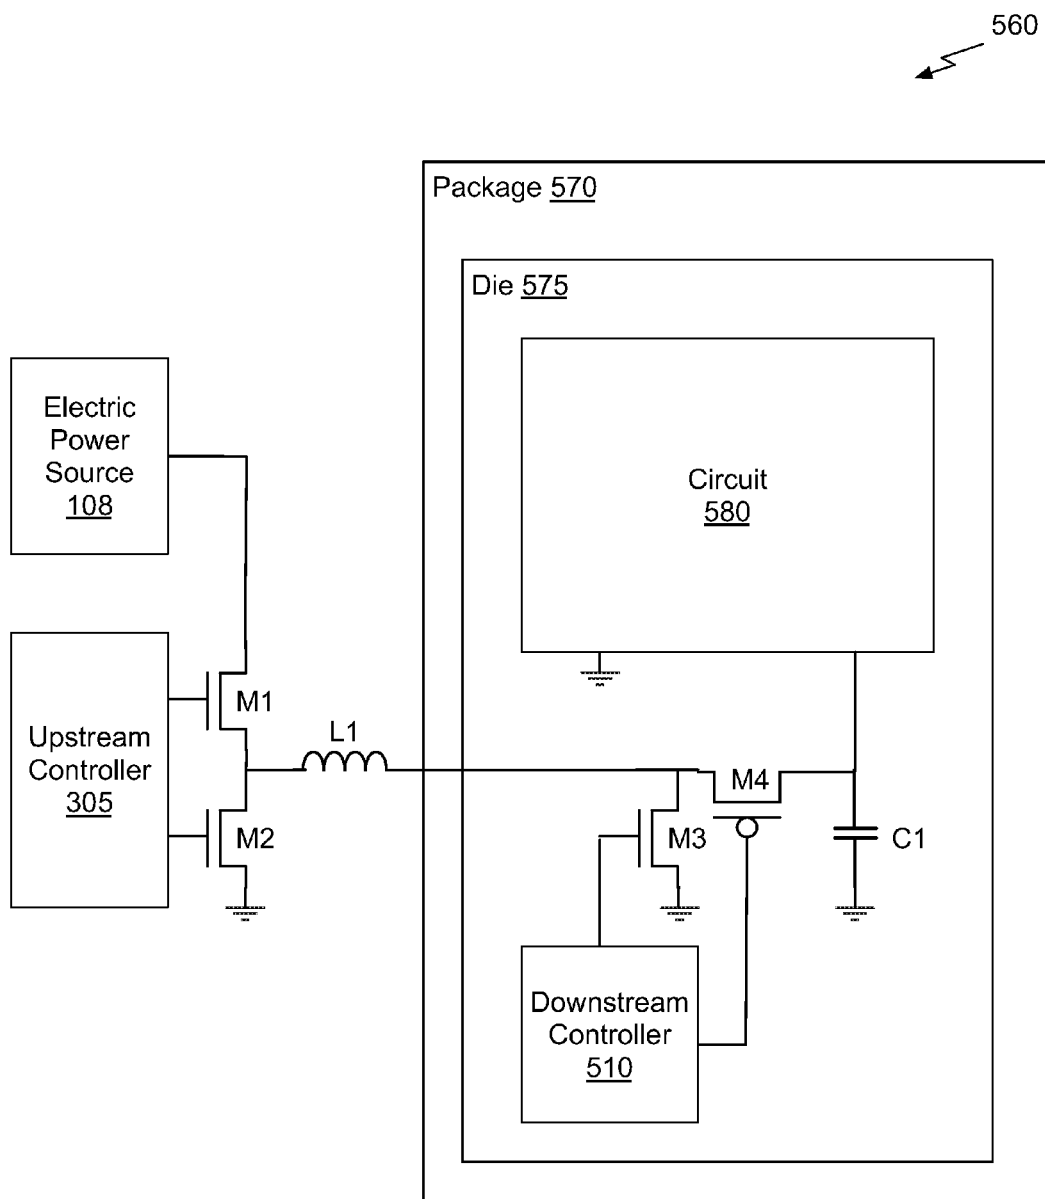 560
Package 570
Die 575
Electric
Power
Source
108
Circuit
580
Upstream
Controller
305
M1
M2
L1
M3
M4
C1
Downstream
Controller
510